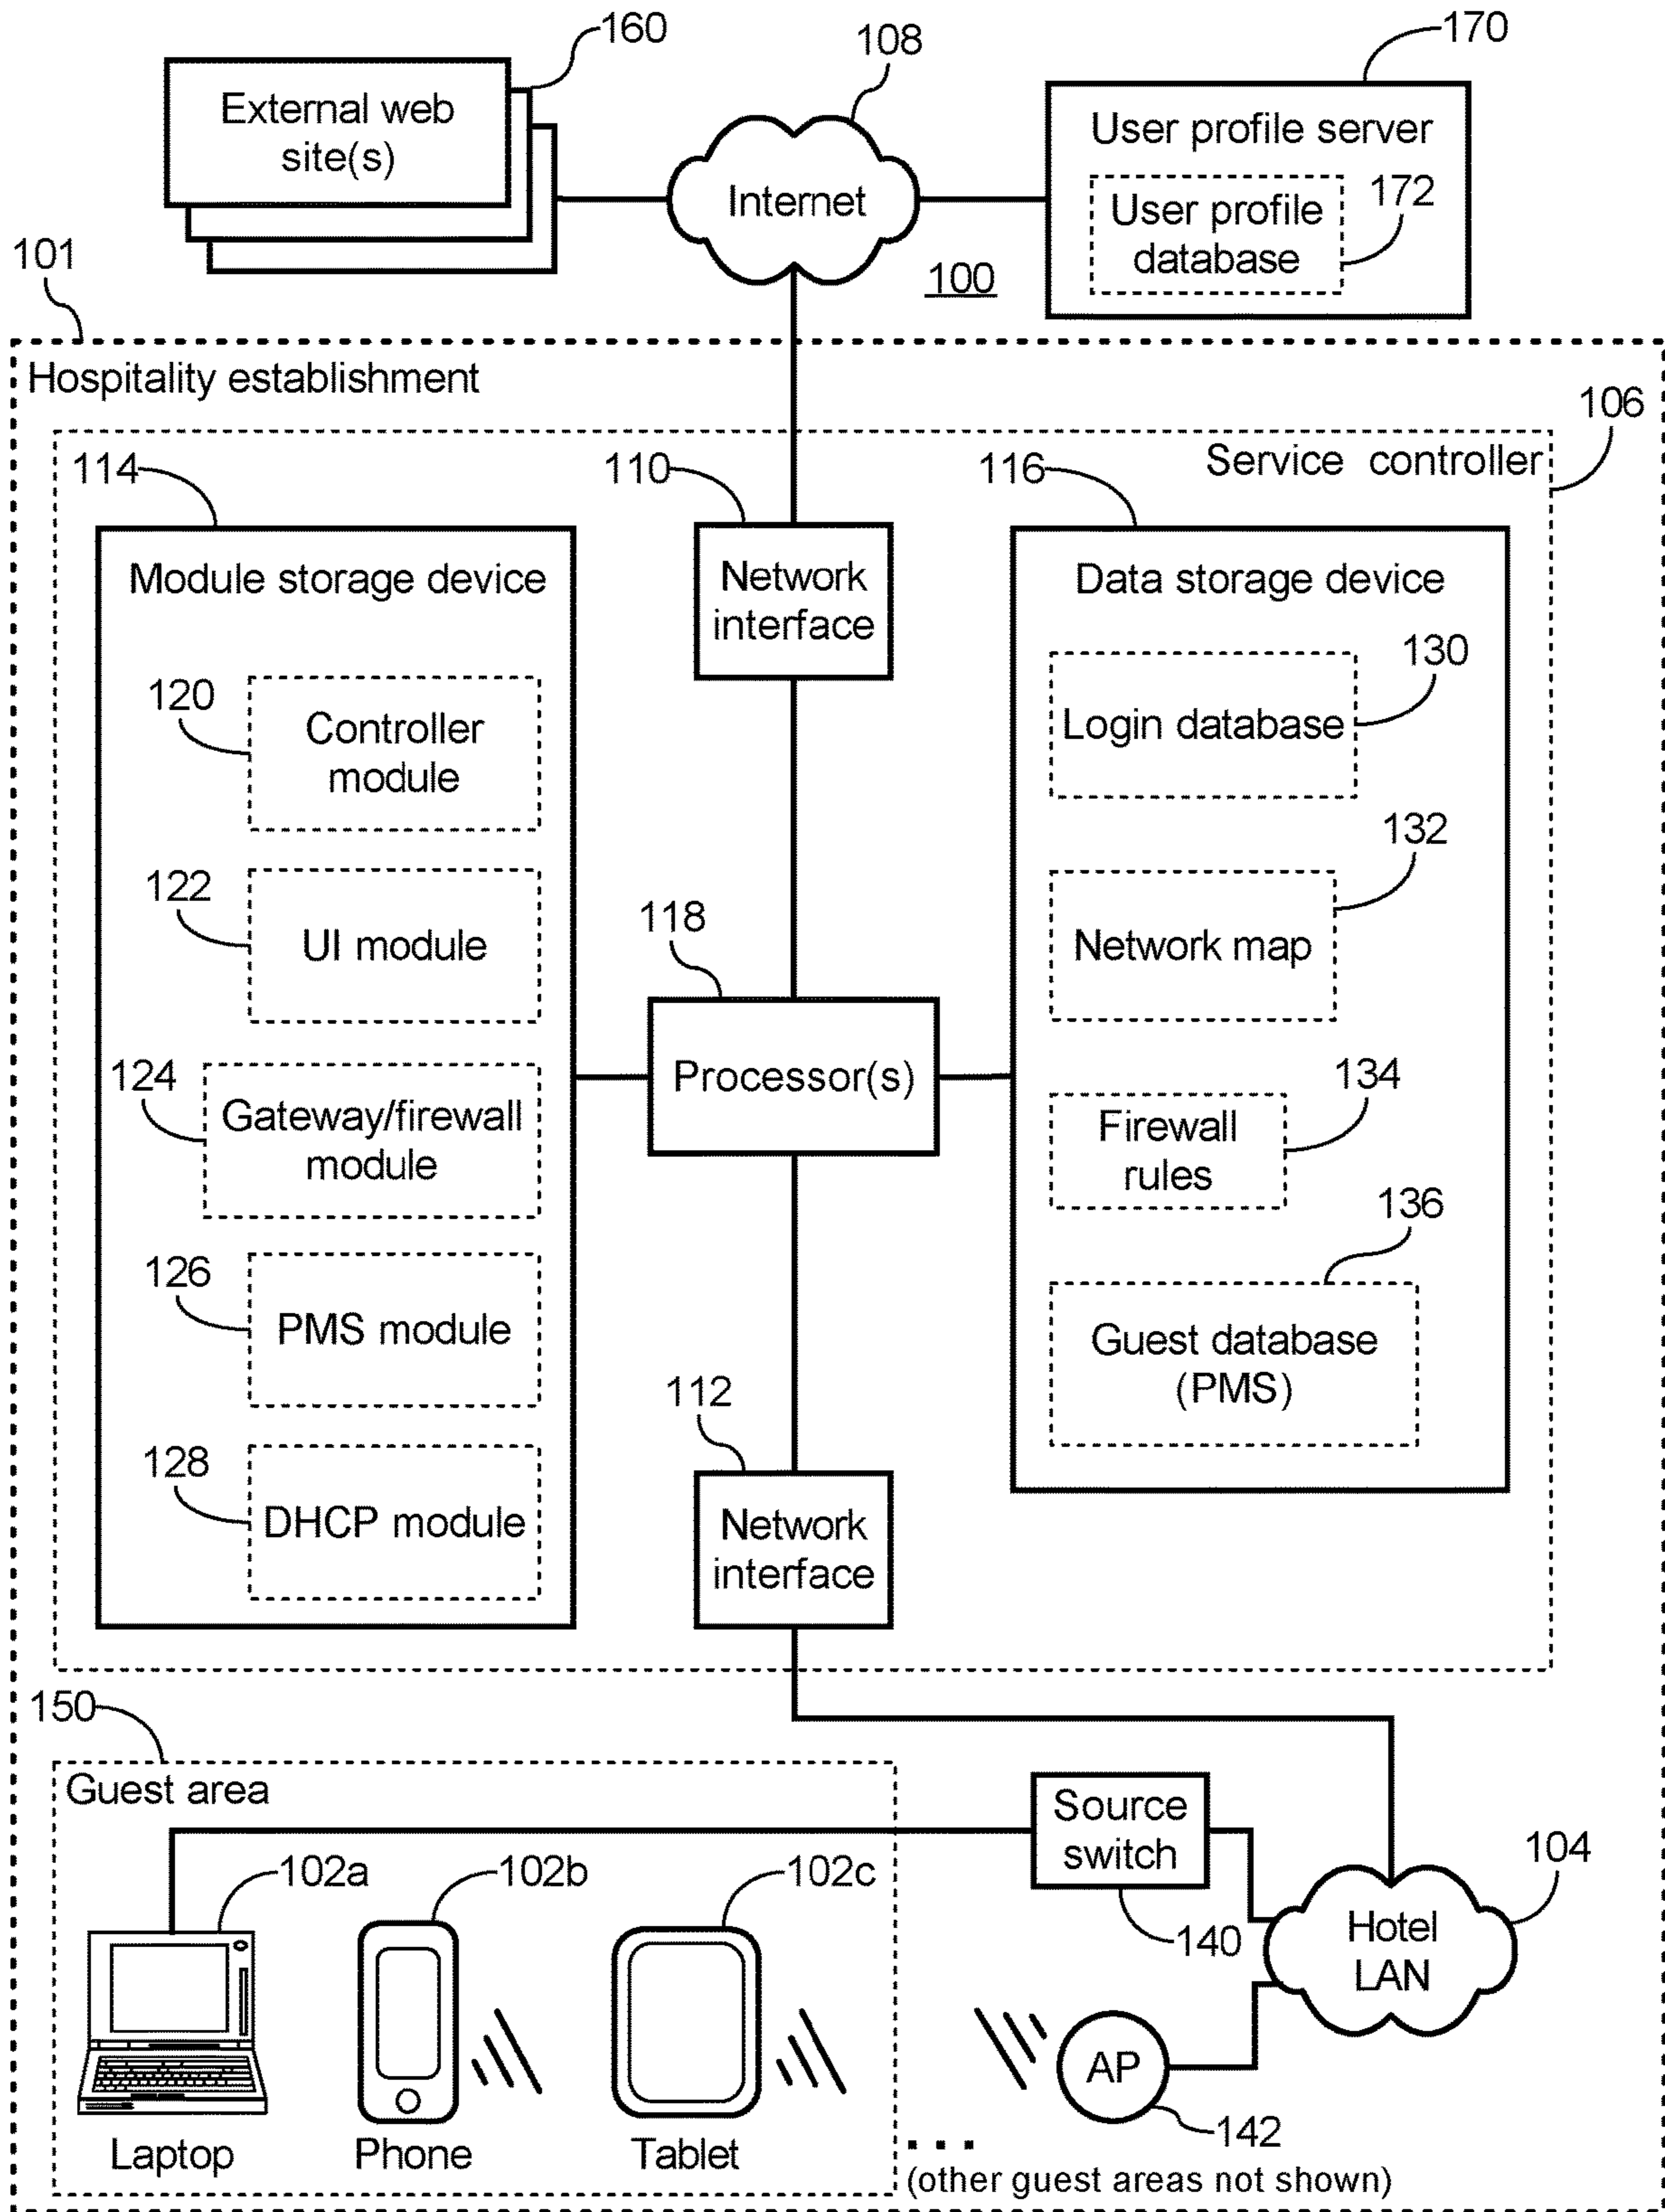 160
108
170
External web
site(s)
Internet
User profile server
User profile
database
172
101
100
Hospitality establishment
106
Service controller
114
110
116
Module storage device
Network
interface
Data storage device
120
Controller
module
130
Login database
122
UI module
132
Network map
118
Processor(s)
124
Gateway/firewall
module
134
Firewall
rules
126
PMS module
136
Guest database
(PMS)
112
128
DHCP module
Network
interface
150
Guest area
Source
switch
102a
102b
102c
104
140
Hotel
LAN
AP
142
Laptop
Phone
Tablet
...
(other guest areas not shown)